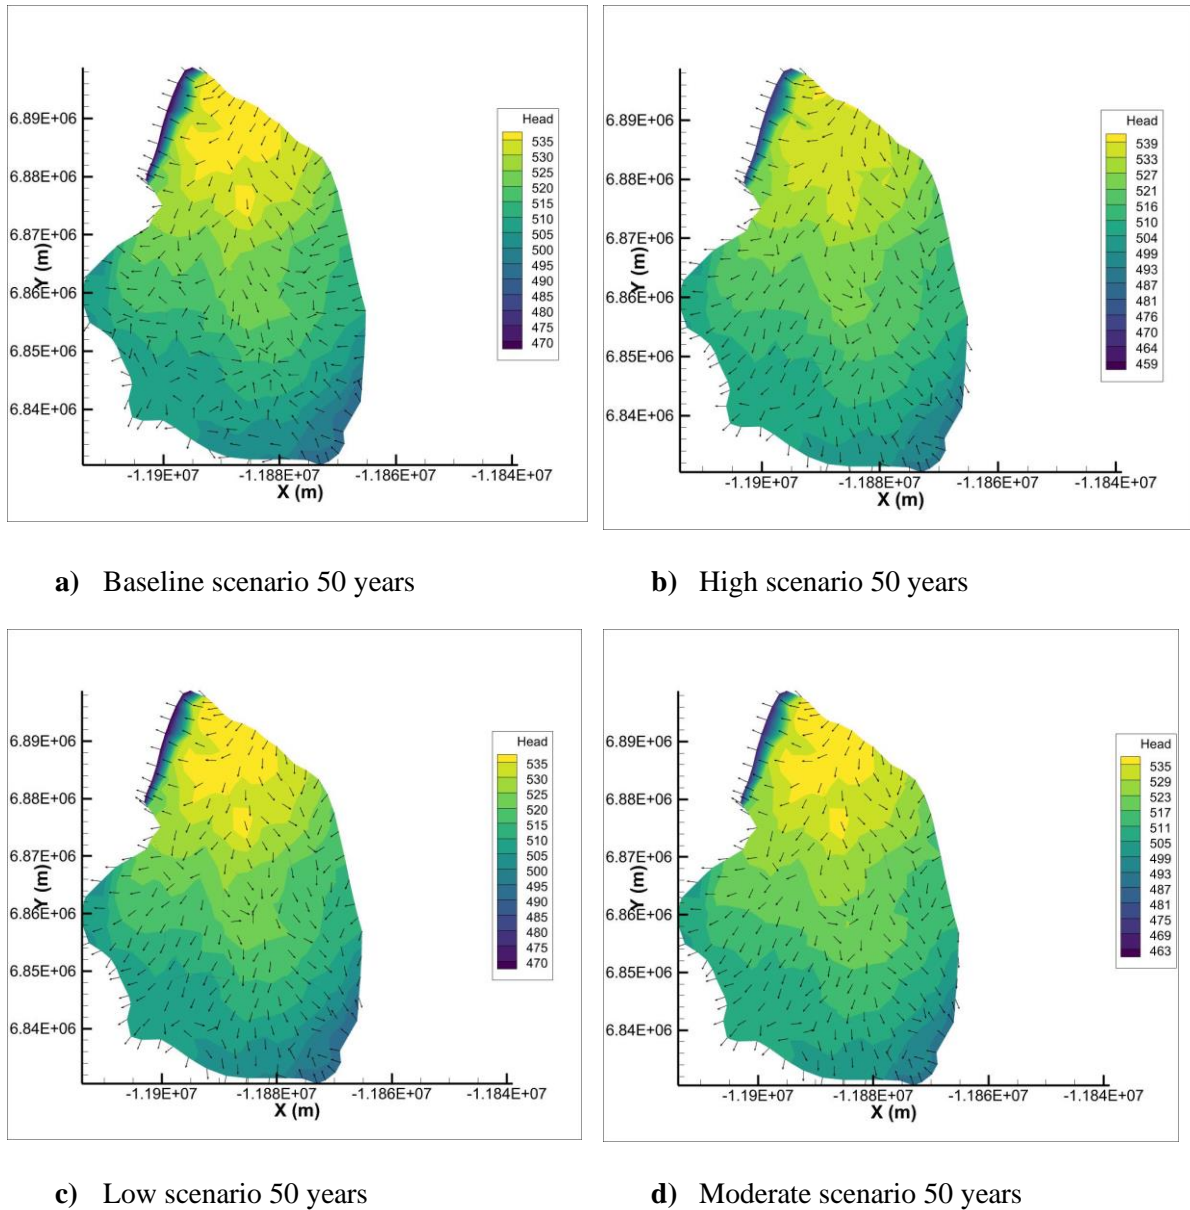 Head
535
530
525
520
515
510
505
500
495
490
485
480
475
470
6.89E+06
6.88E+06
6.87E+06
6.86E+06
6.85E+06
6.84E+06
Y (m)
-1.19E+07 -1.188E+07 -1.186E+07 -1.184E+07
X (m)
Head
539
533
527
521
516
510
504
499
493
487
481
476
470
464
459
6.89E+06
6.88E+06
6.87E+06
6.86E+06
6.85E+06
6.84E+06
Y (m)
-1.19E+07 -1.188E+07 -1.186E+07 -1.184E+07
X (m)
a) Baseline scenario 50 years
b) High scenario 50 years
Head
535
530
525
520
515
510
505
500
495
490
485
480
475
470
6.89E+06
6.88E+06
6.87E+06
6.86E+06
6.85E+06
6.84E+06
Y (m)
-1.19E+07 -1.188E+07 -1.186E+07 -1.184E+07
X (m)
Head
535
529
523
517
511
505
499
493
487
481
475
469
463
6.89E+06
6.88E+06
6.87E+06
6.86E+06
6.85E+06
6.84E+06
Y (m)
-1.19E+07 -1.188E+07 -1.186E+07 -1.184E+07
X (m)
c) Low scenario 50 years
d) Moderate scenario 50 years